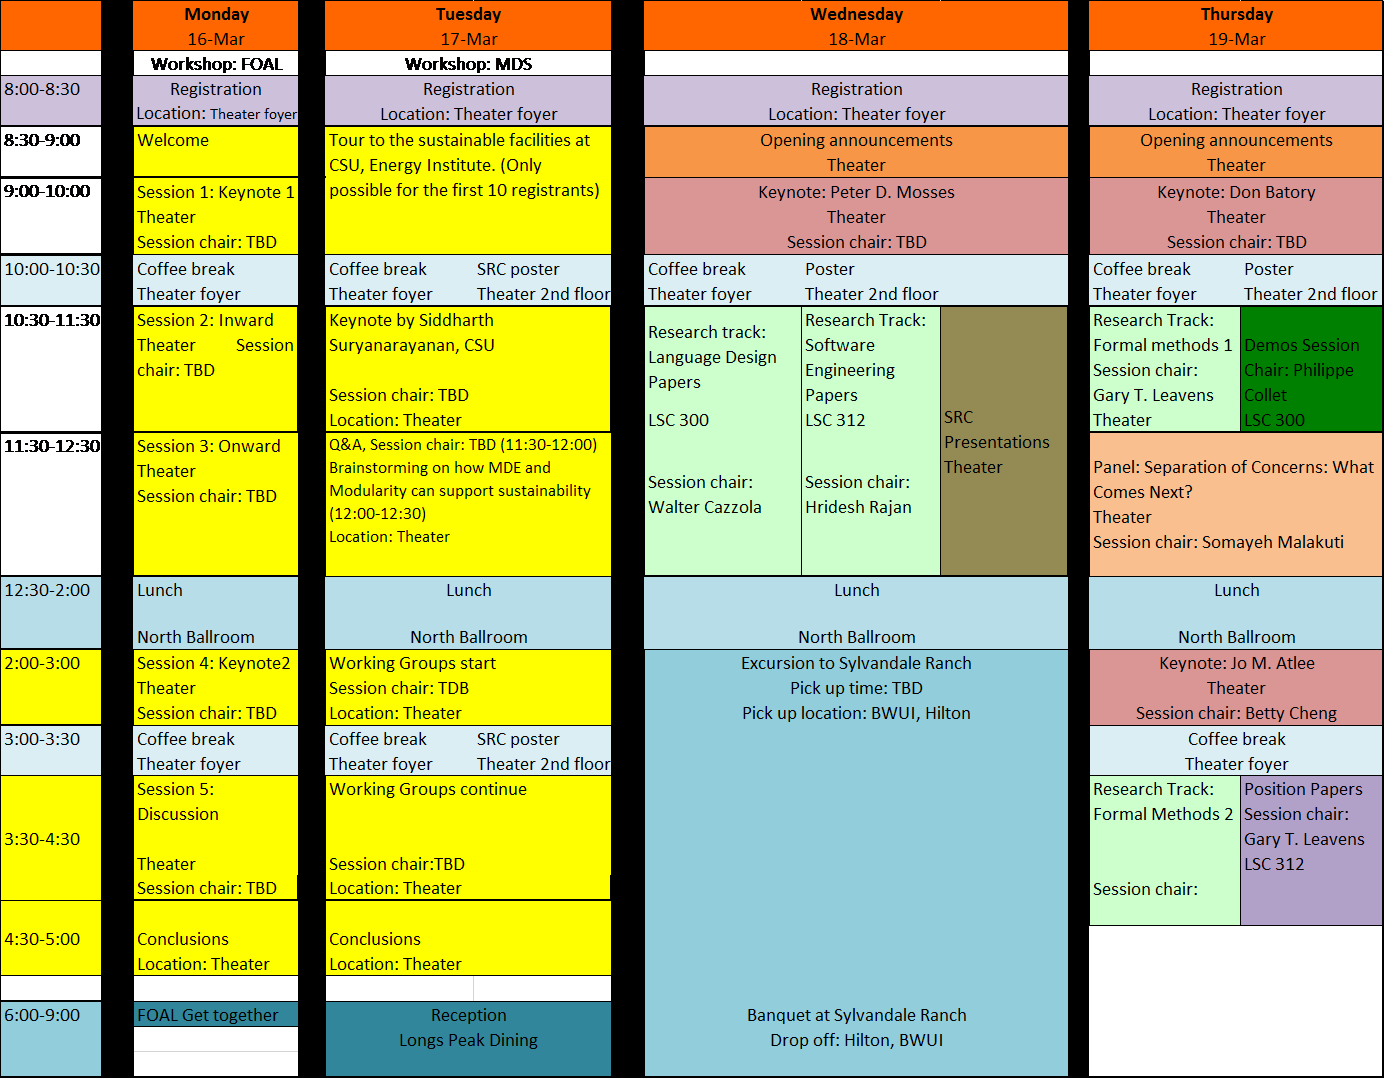 Monday
16-Mar
Tuesday
17-Mar
Wednesday
18-Mar
Thursday
19-Mar
Workshop: FOAL
Workshop: MDS
8:00-8:30
Registration
Location: Theater foyer
Registration
Location: Theater foyer
Registration
Location: Theater foyer
Registration
Location: Theater foyer
8:30-9:00
Welcome
Tour to the sustainable facilities at
CSU, Energy Institute. (Only
possible for the first 10 registrants)
Opening announcements
Theater
Opening announcements
Theater
9:00-10:00
Session 1: Keynote 1
Theater
Session chair: TBD
Keynote: Peter D. Mosses
Theater
Session chair: TBD
Keynote: Don Batory
Theater
Session chair: TBD
10:00-10:30
Coffee break
Theater foyer
Coffee break
Theater foyer
SRC poster
Theater 2nd floor
Coffee break
Theater foyer
Poster
Theater 2nd floor
Coffee break
Theater foyer
Poster
Theater 2nd floor
10:30-11:30
Session 2: Inward
Theater Session
chair: TBD
Keynote by Siddharth
Suryanarayanan, CSU
Session chair: TBD
Location: Theater
Research track:
Language Design
Papers
LSC 300
Session chair:
Walter Cazzola
Research Track:
Software
Engineering
Papers
LSC 312
Session chair:
Hridesh Rajan
SRC
Presentations
Theater
Research Track:
Formal methods 1
Session chair:
Gary T. Leavens
Theater
Demos Session
Chair: Philippe
Collet
LSC 300
11:30-12:30
Session 3: Onward
Theater
Session chair: TBD
Q&A, Session chair: TBD (11:30-12:00)
Brainstorming on how MDE and
Modularity can support sustainability
(12:00-12:30)
Location: Theater
Panel: Separation of Concerns: What
Comes Next?
Theater
Session chair: Somayeh Malakuti
12:30-2:00
Lunch
North Ballroom
Lunch
North Ballroom
Lunch
North Ballroom
Lunch
North Ballroom
2:00-3:00
Session 4: Keynote2
Theater
Session chair: TBD
Working Groups start
Session chair: TDB
Location: Theater
Excursion to Sylvandale Ranch
Pick up time: TBD
Pick up location: BWUI, Hilton
Keynote: Jo M. Atlee
Theater
Session chair: Betty Cheng
3:00-3:30
Coffee break
Theater foyer
Coffee break
Theater foyer
SRC poster
Theater 2nd floor
Coffee break
Theater foyer
3:30-4:30
Session 5:
Discussion
Theater
Session chair: TBD
Working Groups continue
Session chair:TBD
Location: Theater
Research Track:
Formal Methods 2
Session chair:
Position Papers
Session chair:
Gary T. Leavens
LSC 312
4:30-5:00
Conclusions
Location: Theater
Conclusions
Location: Theater
6:00-9:00
FOAL Get together
Reception
Longs Peak Dining
Banquet at Sylvandale Ranch
Drop off: Hilton, BWUI